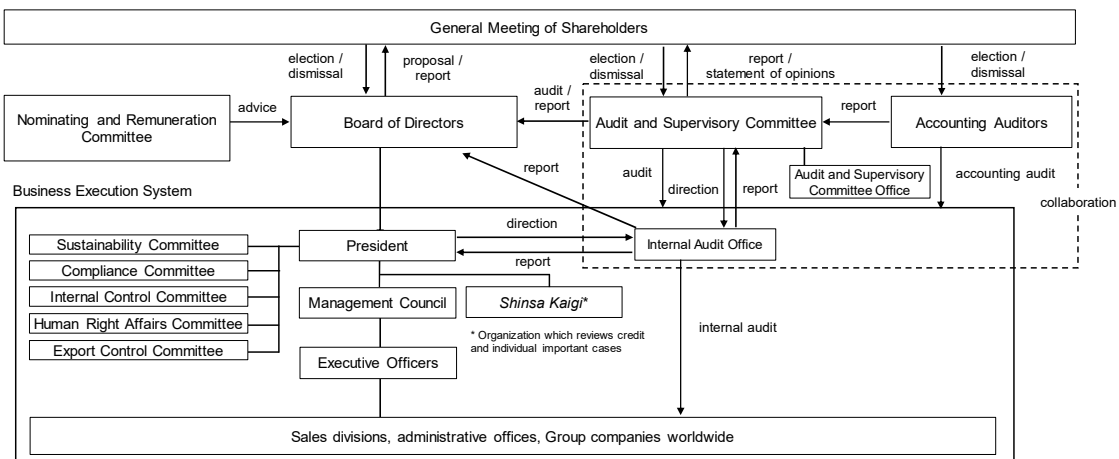 General Meeting of Shareholders
election /
dismissal
proposal /
report
election /
dismissal
report /
statement of opinions
election /
dismissal
Nominating and Remuneration
Committee
advice
Board of Directors
audit /
report
Audit and Supervisory Committee
report
Accounting Auditors
report
audit
direction
report
Audit and Supervisory
Committee Office
accounting audit
collaboration
Business Execution System
Sustainability Committee
Compliance Committee
Internal Control Committee
Human Right Affairs Committee
Export Control Committee
President
direction
report
Internal Audit Office
Management Council
Shinsa Kaigi*
* Organization which reviews credit
and individual important cases
internal audit
Executive Officers
Sales divisions, administrative offices, Group companies worldwide